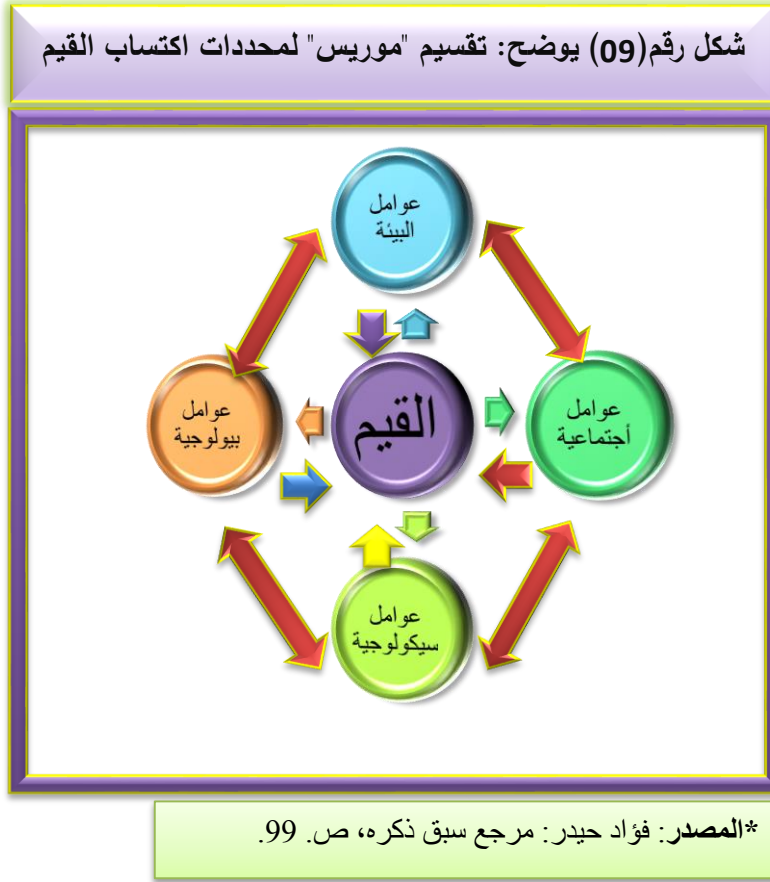 شكل رقم(09) يوضح: تقسيم "موريس" لمحددات اكتساب القيم
عوامل
البيئة
عوامل
أجتماعية
القيم
عوامل
بيولوجية
عوامل
سيكولوجية
*المصدر: فؤاد حيدر: مرجع سبق ذكره، ص. 99.